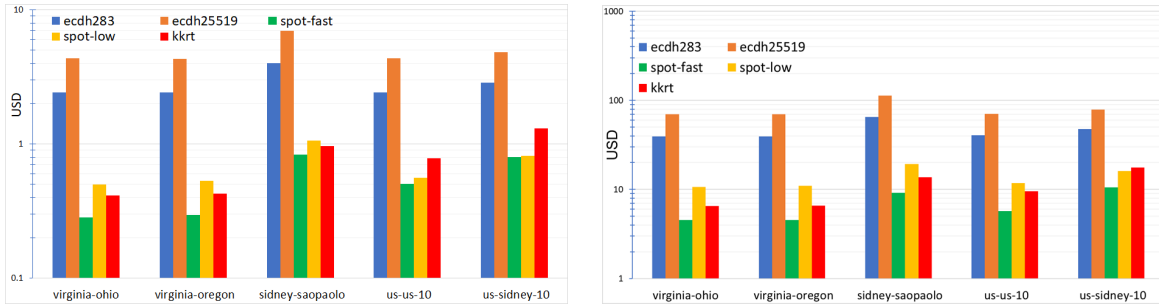 10
ecdh283 ecdh25519 spot-fast
spot-low kkrt
USD
1
0.1
virginia-ohio virginia-oregon sidney-saopaolo us-us-10 us-sidney-10
1000
ecdh283 ecdh25519
spot-fast spot-low
kkrt
100
USD
10
1
virginia-ohio virginia-oregon sidney-saopaolo us-us-10 us-sidney-10